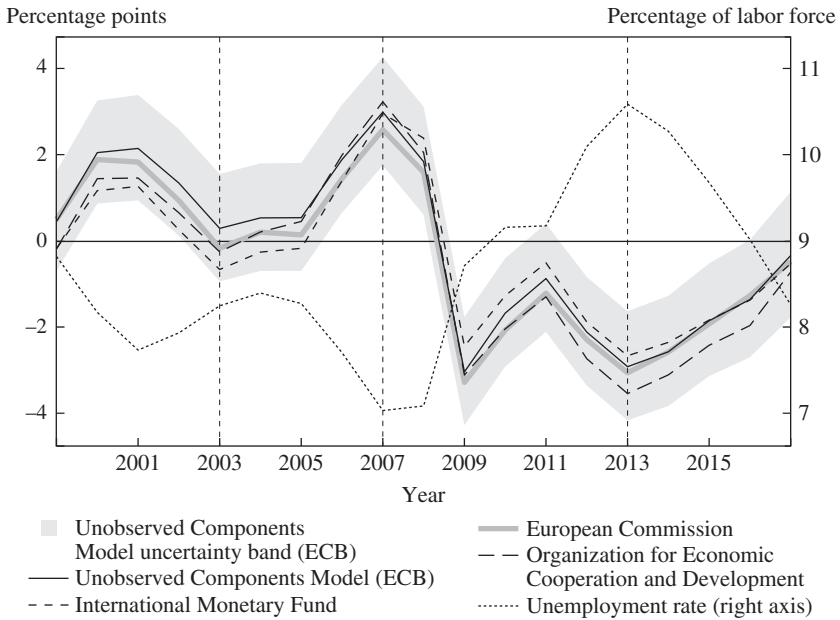 Percentage points
Percentage of labor force
4
2
0
−2
−4
11
10
9
8
7
2001 2003 2005 2007 2009 2011 2013 2015
Year
Unobserved Components
Model uncertainty band (ECB)
Unobserved Components Model (ECB)
International Monetary Fund
European Commission
Organization for Economic
Cooperation and Development
Unemployment rate (right axis)